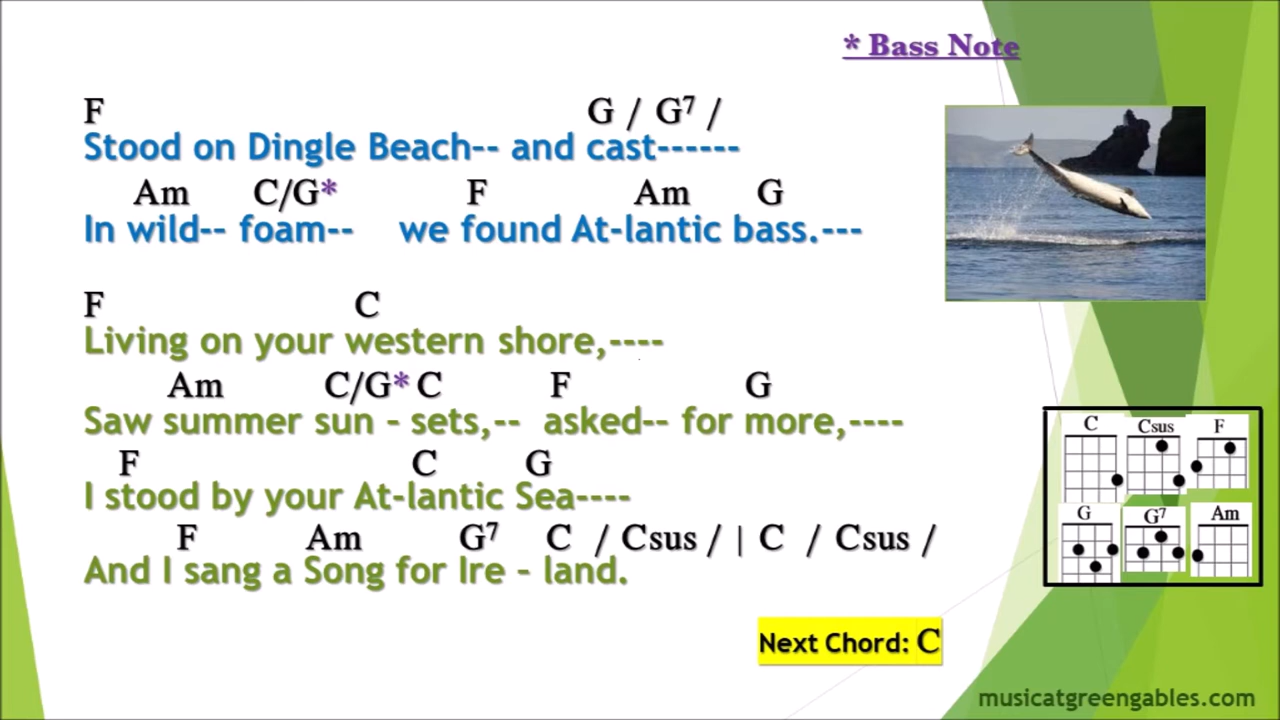 * Bass Note
F G / G⁷ /
Stood on Dingle Beach-- and cast------
Am C/G* F Am G
In wild-- foam-- we found At-lantic bass.---
F C
Living on your western shore,----
Am C/G* C F G
Saw summer sun - sets,-- asked-- for more,----
F C G
I stood by your At-lantic Sea----
F Am G⁷ C / Csus / | C / Csus /
And I sang a Song for Ire - land.
C Csus F
G G⁷ Am
Next Chord: C
musicatgreengables.com